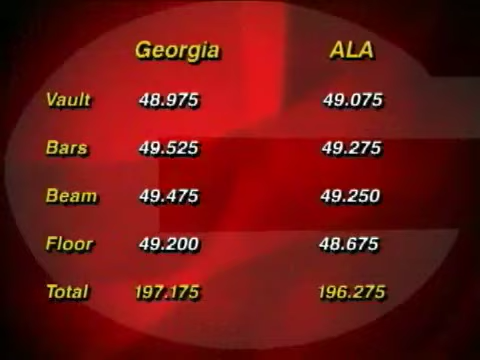 Georgia ALA
Vault 48.975 49.075
Bars 49.525 49.275
Beam 49.475 49.250
Floor 49.200 48.675
Total 197.175 196.275